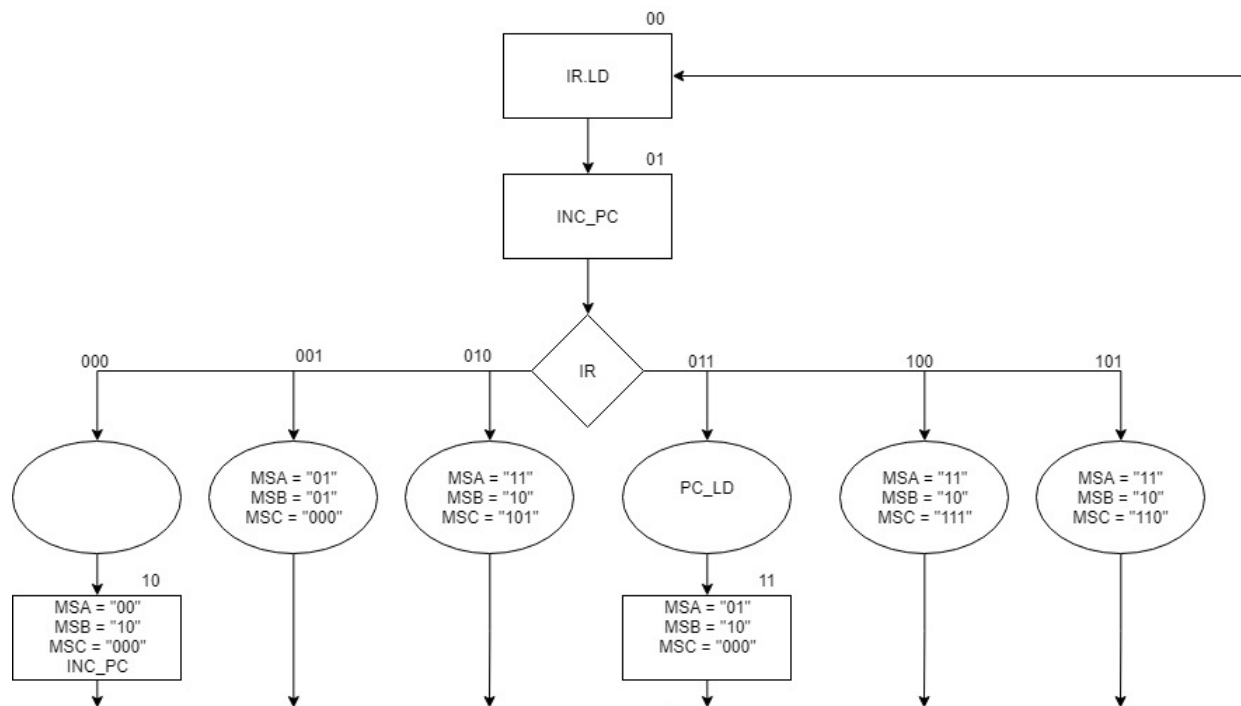 00
IR.LD
01
INC_PC
IR
000
001
010
011
100
101
MSA = "01"
MSB = "01"
MSC = "000"
MSA = "11"
MSB = "10"
MSC = "101"
PC_LD
MSA = "11"
MSB = "10"
MSC = "111"
MSA = "11"
MSB = "10"
MSC = "110"
10
MSA = "00"
MSB = "10"
MSC = "000"
INC_PC
11
MSA = "01"
MSB = "10"
MSC = "000"